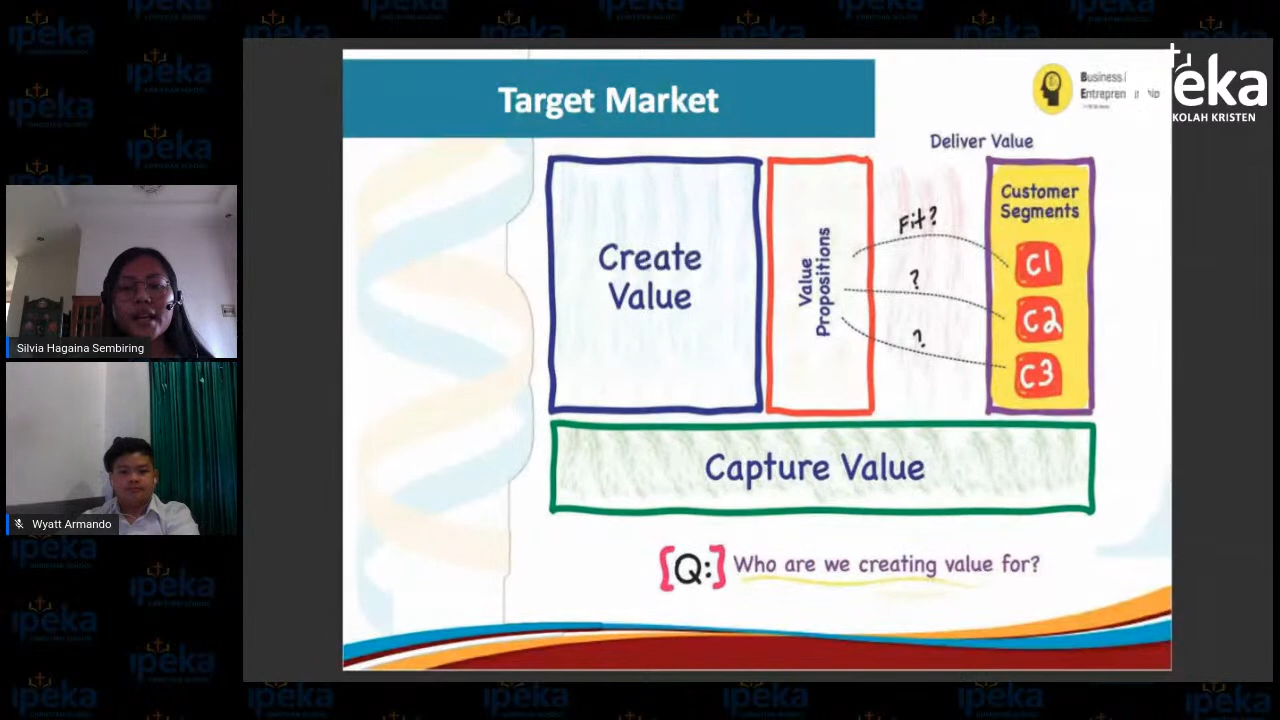 Target Market
Business
Entrepren
ipeka
KOLAH KRISTEN
Deliver Value
Create
Value
Value
Propositions
Fit?
?
?
Customer
Segments
C1
C2
C3
Capture Value
[Q:] Who are we creating value for?
Silvia Hagaina Sembiring
Wyatt Armando